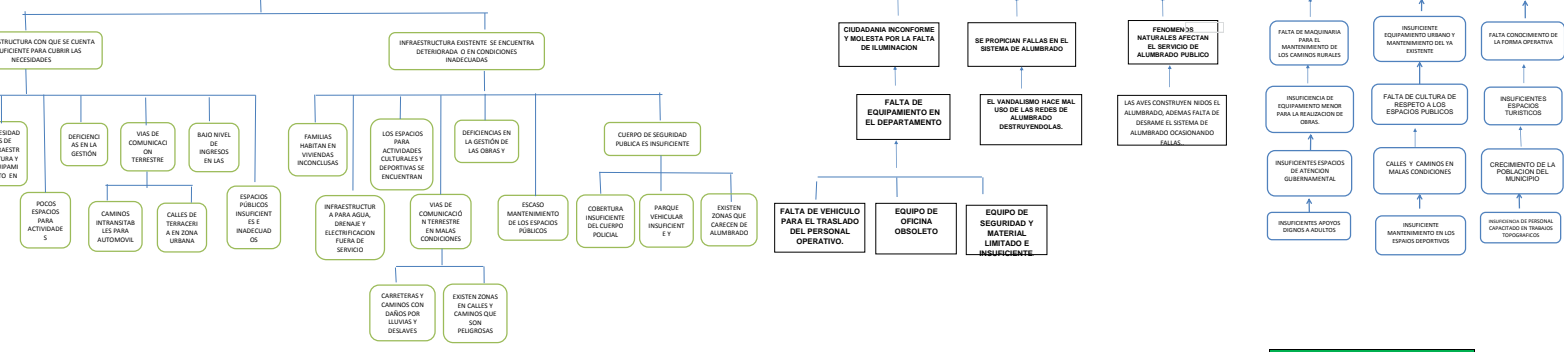 STRUCTURA CON QUE SE CUENTA
UFICIENTE PARA CUBRIR LAS
NECESIDADES
INFRAESTRUCTURA EXISTENTE SE ENCUENTRA
DETERIORADA O EN CONDICIONES
INADECUADAS
ESIDAD
S DE
RAESTR
TURA Y
UIPAMI
TO EN
DEFICIENCI
AS EN LA
GESTIÓN
VIAS DE
COMUNICACI
ON
TERRESTRE
BAJO NIVEL
DE
INGRESOS
EN LAS
POCOS
ESPACIOS
PARA
ACTIVIDADE
S
CAMINOS
INTRANSITAB
LES PARA
AUTOMOVIL
CALLES DE
TERRACERI
A EN ZONA
URBANA
ESPACIOS
PÚBLICOS
INSUFICIENT
ES E
INADECUAD
OS
FAMILIAS
HABITAN EN
VIVIENDAS
INCONCLUSAS
LOS ESPACIOS
PARA
ACTIVIDADES
CULTURALES Y
DEPORTIVAS SE
ENCUENTRAN
DEFICIENCIAS EN
LA GESTIÓN DE
LAS OBRAS Y
CUERPO DE SEGURIDAD
PUBLICA ES INSUFICIENTE
INFRAESTRUCTUR
A PARA AGUA,
DRENAJE Y
ELECTRIFICACION
FUERA DE
SERVICIO
VIAS DE
COMUNICACIÓ
N TERRESTRE
EN MALAS
CONDICIONES
ESCASO
MANTENIMIENTO
DE LOS ESPACIOS
PÚBLICOS
COBERTURA
INSUFICIENTE
DEL CUERPO
POLICIAL
PARQUE
VEHICULAR
INSUFICIENT
E Y
EXISTEN
ZONAS QUE
CARECEN DE
ALUMBRADO
CARRETERAS Y
CAMINOS CON
DAÑOS POR
LLUVIAS Y
DESLAVES
EXISTEN ZONAS
EN CALLES Y
CAMINOS QUE
SON
PELIGROSAS
CIUDADANIA INCONFORME
Y MOLESTA POR LA FALTA
DE ILUMINACION
SE PROPICIAN FALLAS EN EL
SISTEMA DE ALUMBRADO
FENOMENOS
NATURALES AFECTAN
EL SERVICIO DE
ALUMBRADO PUBLICO
FALTA DE
EQUIPAMIENTO EN
EL DEPARTAMENTO
EL VANDALISMO HACE MAL
USO DE LAS REDES DE
ALUMBRADO
DESTRUYENDOLAS.
LAS AVES CONSTRUYEN NIDOS EL
ALUMBRADO, ADEMAS FALTA DE
DESRAME EL SISTEMA DE
ALUMBRADO OCASIONANDO
FALLAS..
FALTA DE VEHICULO
PARA EL TRASLADO
DEL PERSONAL
OPERATIVO.
EQUIPO DE
OFICINA
OBSOLETO
EQUIPO DE
SEGURIDAD Y
MATERIAL
LIMITADO E
INSUFICIENTE
FALTA DE MAQUINARIA
PARA EL
MANTENIMIENTO DE
LOS CAMINOS RURALES
INSUFICIENTE
EQUIPAMIENTO URBANO Y
MANTENIMIENTO DEL YA
EXISTENTE
FALTA CONOCIMIENTO DE
LA FORMA OPERATIVA
INSUFICIENCIA DE
EQUIPAMIENTO MENOR
PARA LA REALIZACION DE
OBRAS.
FALTA DE CULTURA DE
RESPETO A LOS
ESPACIOS PUBLICOS
INSUFICIENTES
ESPACIOS
TURISTICOS
INSUFICIENTES ESPACIOS
DE ATENCION
GUBERNAMENTAL
CALLES Y CAMINOS EN
MALAS CONDICIONES
CRECIMIENTO DE LA
POBLACION DEL
MUNICIPIO
INSUFICIENTES APOYOS
DIGNOS A ADULTOS
INSUFICIENTE
MANTENIMIENTO EN LOS
ESPAIOS DEPORTIVOS
INSUFICIENCIA DE PERSONAL
CAPACITADO EN TRABAJOS
TOPOGRAFICOS